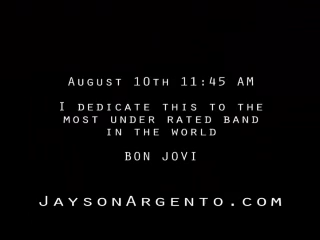 August 10th 11:45 AM
I dedicate this to the
most under rated band
in the world
BON JOVI
JaysonArgento.com